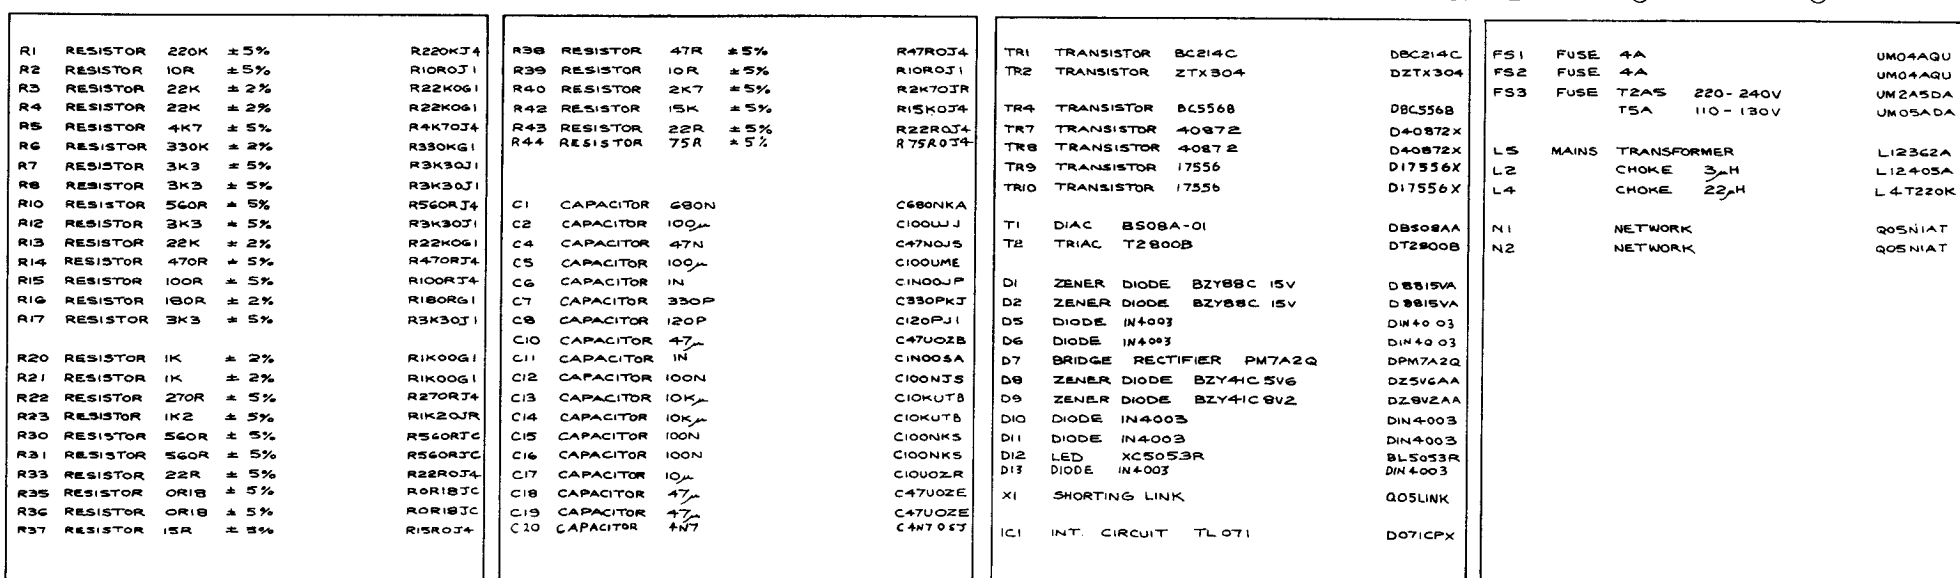 R1 RESISTOR 220K ±5% R220KJ4
R2 RESISTOR 10R ±5% R10R0J1
R3 RESISTOR 22K ±2% R22K0G1
R4 RESISTOR 22K ±2% R22K0G1
R5 RESISTOR 4K7 ±5% R4K70J4
R6 RESISTOR 330K ±2% R330KG1
R7 RESISTOR 3K3 ±5% R3K30J1
R8 RESISTOR 3K3 ±5% R3K30J1
R10 RESISTOR 560R ±5% R560RJ4
R12 RESISTOR 3K3 ±5% R3K30J1
R13 RESISTOR 22K ±2% R22K0G1
R14 RESISTOR 470R ±5% R470RJ4
R15 RESISTOR 100R ±5% R100RJ4
R16 RESISTOR 180R ±2% R180RG1
R17 RESISTOR 3K3 ±5% R3K30J1
R20 RESISTOR 1K ±2% R1K00G1
R21 RESISTOR 1K ±2% R1K00G1
R22 RESISTOR 270R ±5% R270RJ4
R23 RESISTOR 1K2 ±5% R1K20JR
R30 RESISTOR 560R ±5% R560RJC
R31 RESISTOR 560R ±5% R560RJC
R33 RESISTOR 22R ±5% R22R0J4
R35 RESISTOR 0R18 ±5% R0R18JC
R36 RESISTOR 0R18 ±5% R0R18JC
R37 RESISTOR 15R ±5% R15R0J4
R38 RESISTOR 47R ±5% R47R0J4
R39 RESISTOR 10R ±5% R10R0J1
R40 RESISTOR 2K7 ±5% R2K70JR
R42 RESISTOR 15K ±5% R15K0J4
R43 RESISTOR 22R ±5% R22R0J4
R44 RESISTOR 75R ±5% R75R0J4
C1 CAPACITOR 680N C680NKA
C2 CAPACITOR 100µ C100UJJ
C4 CAPACITOR 47N C47N0JS
C5 CAPACITOR 100µ C100UME
C6 CAPACITOR 1N C1N00JP
C7 CAPACITOR 330P C330PKJ
C8 CAPACITOR 120P C120PJ1
C10 CAPACITOR 47µ C47U0ZB
C11 CAPACITOR 1N C1N00SA
C12 CAPACITOR 100N C100NJS
C13 CAPACITOR 10Kµ C10KUTB
C14 CAPACITOR 10Kµ C10KUTB
C15 CAPACITOR 100N C100NKS
C16 CAPACITOR 100N C100NKS
C17 CAPACITOR 10µ C10U0ZR
C18 CAPACITOR 47µ C47U0ZE
C19 CAPACITOR 47µ C47U0ZE
C20 CAPACITOR 4N7
TR1 TRANSISTOR BC214C DBC214C
TR2 TRANSISTOR ZTX304 DZTX304
TR4 TRANSISTOR BC556B DBC556B
TR7 TRANSISTOR 40872 D40872X
TR8 TRANSISTOR 40872 D40872X
TR9 TRANSISTOR 17556 D17556X
TR10 TRANSISTOR 17556 D17556X
T1 DIAC BS08A-01 DBS08AA
T2 TRIAC T2800B DT2800B
D1 ZENER DIODE BZY88C 15V D8815VA
D2 ZENER DIODE BZY88C 15V D8815VA
D5 DIODE IN4003 DIN4003
D6 DIODE IN4003 DIN4003
D7 BRIDGE RECTIFIER PM7A2Q DPM7A2Q
D8 ZENER DIODE BZY41C 5V6 DZ5V6AA
D9 ZENER DIODE BZY41C 8V2 DZ8V2AA
D10 DIODE IN4003 DIN4003
D11 DIODE IN4003 DIN4003
D12 LED XC5053R BL5053R
D13 DIODE IN4003 DIN4003
X1 SHORTING LINK Q05LINK
IC1 INT. CIRCUIT TL071 D071CPX
FS1 FUSE 4A UM04AQU
FS2 FUSE 4A UM04AQU
FS3 FUSE T2A5 220-240V UM2A5DA
T5A 110-130V UM05ADA
L5 MAINS TRANSFORMER L12362A
L2 CHOKE 3µH L12405A
L4 CHOKE 22µH L4T220K
N1 NETWORK Q05N1AT
N2 NETWORK Q05N1AT